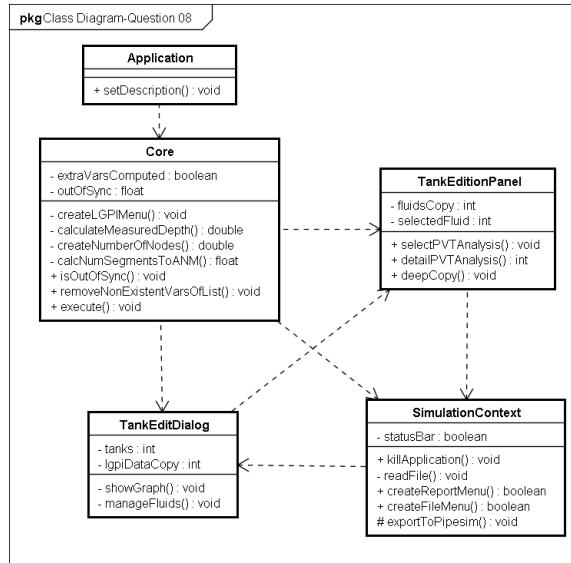 pkg Class Diagram-Question 08
Application
+ setDescription() : void
Core
- extraVarsComputed : boolean
- outOfSync : float
- createLGPIMenu() : void
- calculateMeasuredDepth() : double
- createNumberOfNodes() : double
- calcNumSegmentsToANM() : float
+ isOutOfSync() : void
+ removeNonExistentVarsOfList() : void
+ execute() : void
TankEditionPanel
- fluidsCopy : int
- selectedFluid : int
+ selectPVTAnalysis() : void
+ detailPVTAnalysis() : int
+ deepCopy() : void
TankEditDialog
- tanks : int
- lgpiDataCopy : int
- showGraph() : void
- manageFluids() : void
SimulationContext
- statusBar : boolean
+ killApplication() : void
- readFile() : void
+ createReportMenu() : boolean
+ createFileMenu() : boolean
# exportToPipesim() : void